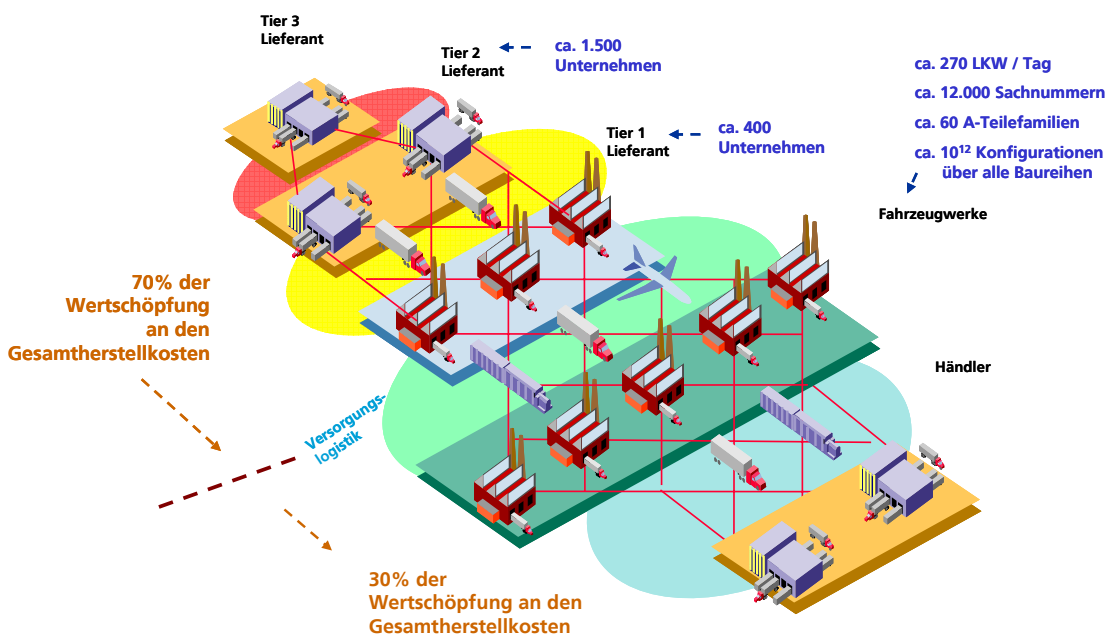 Tier 3
Lieferant
Tier 2
Lieferant
ca. 1.500
Unternehmen
Tier 1
Lieferant
ca. 400
Unternehmen
ca. 270 LKW / Tag
ca. 12.000 Sachnummern
ca. 60 A-Teilefamilien
ca. 10¹² Konfigurationen
über alle Baureihen
Fahrzeugwerke
70% der
Wertschöpfung
an den
Gesamtherstellkosten
Händler
Versorgungs-
logistik
30% der
Wertschöpfung an den
Gesamtherstellkosten